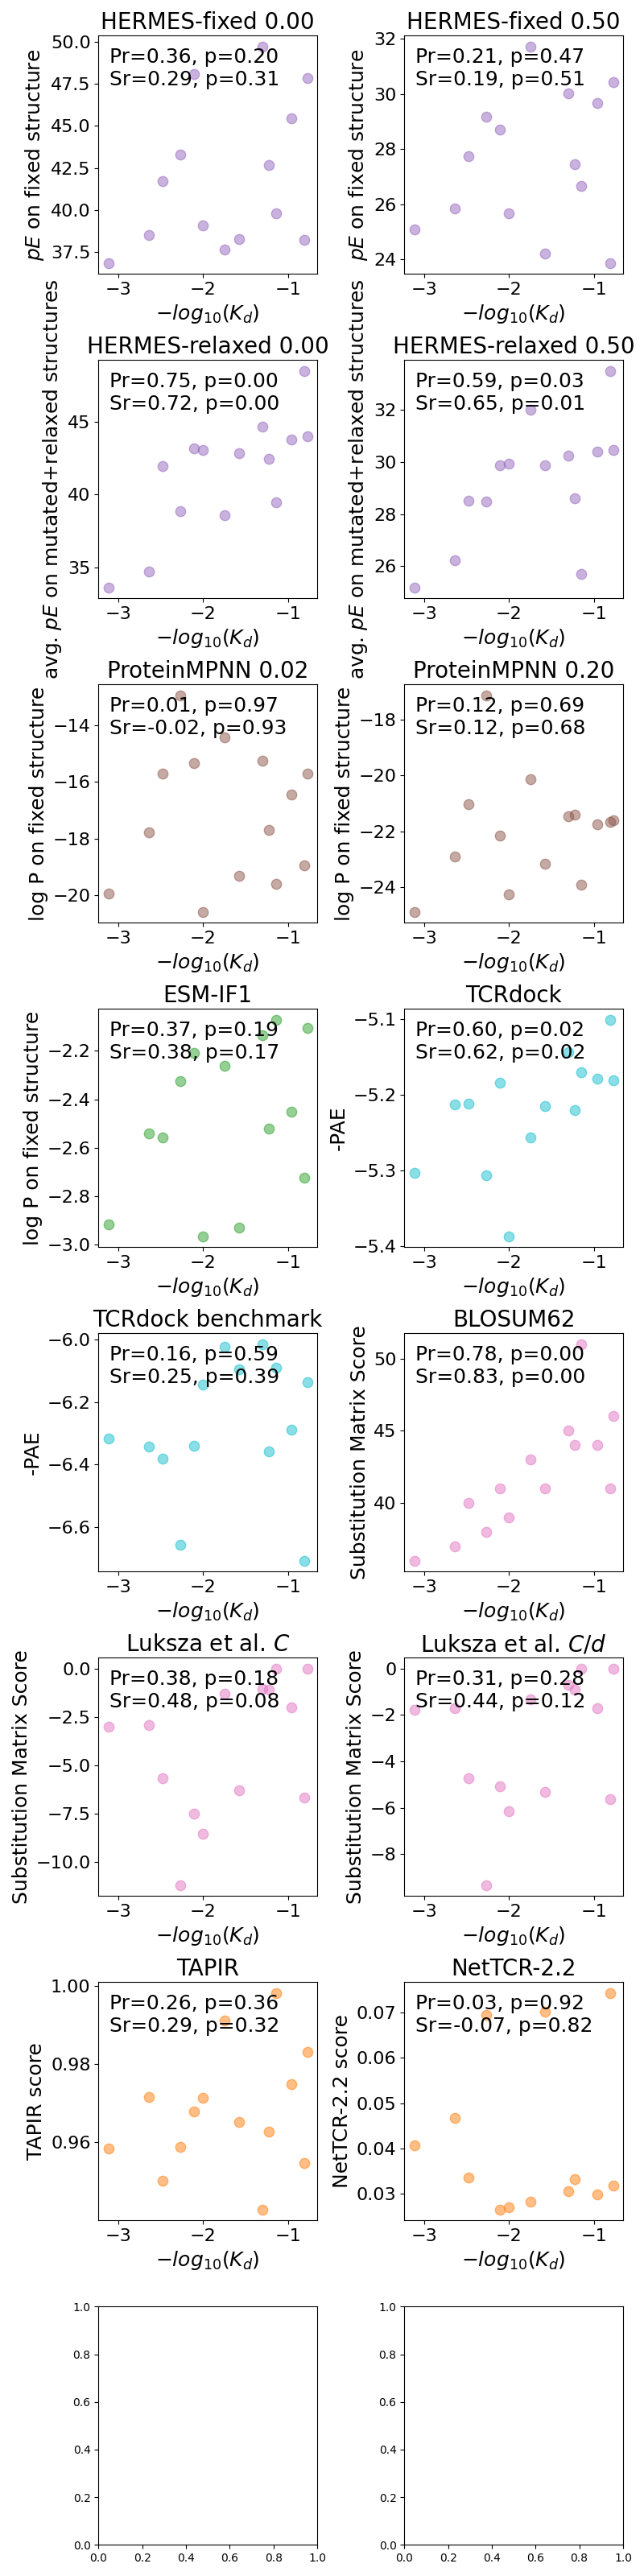 HERMES-fixed 0.00
Pr=0.36, p=0.20
Sr=0.29, p=0.31
50.0
47.5
45.0
42.5
40.0
37.5
pE on fixed structure
−3 −2 −1
−log10(Kd)
HERMES-fixed 0.50
Pr=0.21, p=0.47
Sr=0.19, p=0.51
32
30
28
26
24
pE on fixed structure
−3 −2 −1
−log10(Kd)
HERMES-relaxed 0.00
Pr=0.75, p=0.00
Sr=0.72, p=0.00
45
40
35
avg. pE on mutated+relaxed structures
−3 −2 −1
−log10(Kd)
HERMES-relaxed 0.50
Pr=0.59, p=0.03
Sr=0.65, p=0.01
32
30
28
26
avg. pE on mutated+relaxed structures
−3 −2 −1
−log10(Kd)
ProteinMPNN 0.02
Pr=0.01, p=0.97
Sr=-0.02, p=0.93
−14
−16
−18
−20
log P on fixed structure
−3 −2 −1
−log10(Kd)
ProteinMPNN 0.20
Pr=0.12, p=0.69
Sr=0.12, p=0.68
−18
−20
−22
−24
log P on fixed structure
−3 −2 −1
−log10(Kd)
ESM-IF1
Pr=0.37, p=0.19
Sr=0.38, p=0.17
−2.2
−2.4
−2.6
−2.8
−3.0
log P on fixed structure
−3 −2 −1
−log10(Kd)
TCRdock
Pr=0.60, p=0.02
Sr=0.62, p=0.02
−5.1
−5.2
−5.3
−5.4
-PAE
−3 −2 −1
−log10(Kd)
TCRdock benchmark
Pr=0.16, p=0.59
Sr=0.25, p=0.39
−6.0
−6.2
−6.4
−6.6
-PAE
−3 −2 −1
−log10(Kd)
BLOSUM62
Pr=0.78, p=0.00
Sr=0.83, p=0.00
50
45
40
Substitution Matrix Score
−3 −2 −1
−log10(Kd)
Luksza et al. C
Pr=0.38, p=0.18
Sr=0.48, p=0.08
0.0
−2.5
−5.0
−7.5
−10.0
Substitution Matrix Score
−3 −2 −1
−log10(Kd)
Luksza et al. C/d
Pr=0.31, p=0.28
Sr=0.44, p=0.12
0
−2
−4
−6
−8
Substitution Matrix Score
−3 −2 −1
−log10(Kd)
TAPIR
Pr=0.26, p=0.36
Sr=0.29, p=0.32
1.00
0.98
0.96
TAPIR score
−3 −2 −1
−log10(Kd)
NetTCR-2.2
Pr=0.03, p=0.92
Sr=-0.07, p=0.82
0.07
0.06
0.05
0.04
0.03
NetTCR-2.2 score
−3 −2 −1
−log10(Kd)
1.0
0.8
0.6
0.4
0.2
0.0
0.0 0.2 0.4 0.6 0.8 1.0
1.0
0.8
0.6
0.4
0.2
0.0
0.0 0.2 0.4 0.6 0.8 1.0